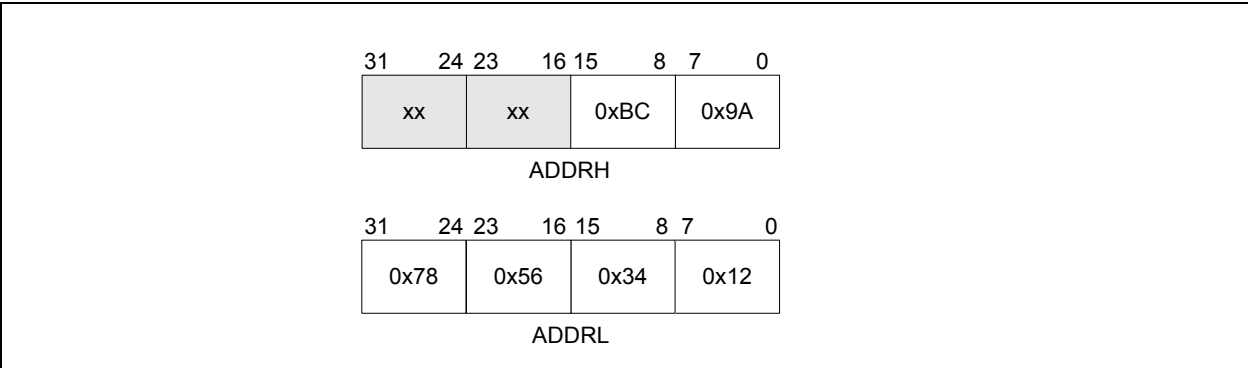 31 24 23 16 15 8 7 0
xx xx 0xBC 0x9A
ADDRH
31 24 23 16 15 8 7 0
0x78 0x56 0x34 0x12
ADDRL